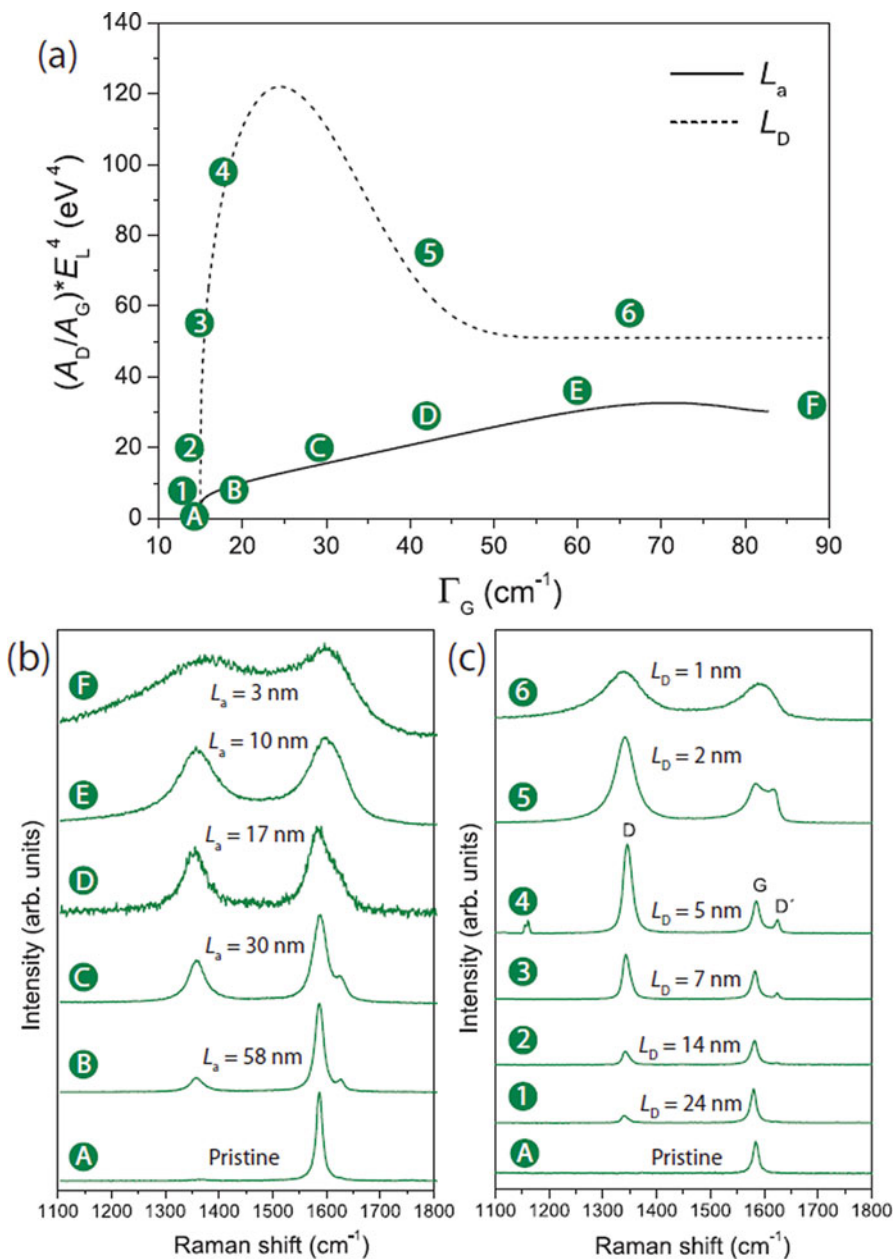 (a)
140
120
100
80
60
40
20
0
(A_D/A_G)*E_L^4 (eV^4)
L_a
L_D
4
5
3
6
E
F
D
2
C
1
B
A
10 20 30 40 50 60 70 80 90
Γ_G (cm^-1)
(b)
F
L_a = 3 nm
L_a = 10 nm
E
L_a = 17 nm
D
L_a = 30 nm
C
L_a = 58 nm
B
A
Pristine
Intensity (arb. units)
1100 1200 1300 1400 1500 1600 1700 1800
Raman shift (cm^-1)
(c)
6
L_D = 1 nm
L_D = 2 nm
5
D
4
G
L_D = 5 nm
D´
3
L_D = 7 nm
2
L_D = 14 nm
1
L_D = 24 nm
A
Pristine
Intensity (arb. units)
1100 1200 1300 1400 1500 1600 1700 1800
Raman shift (cm^-1)